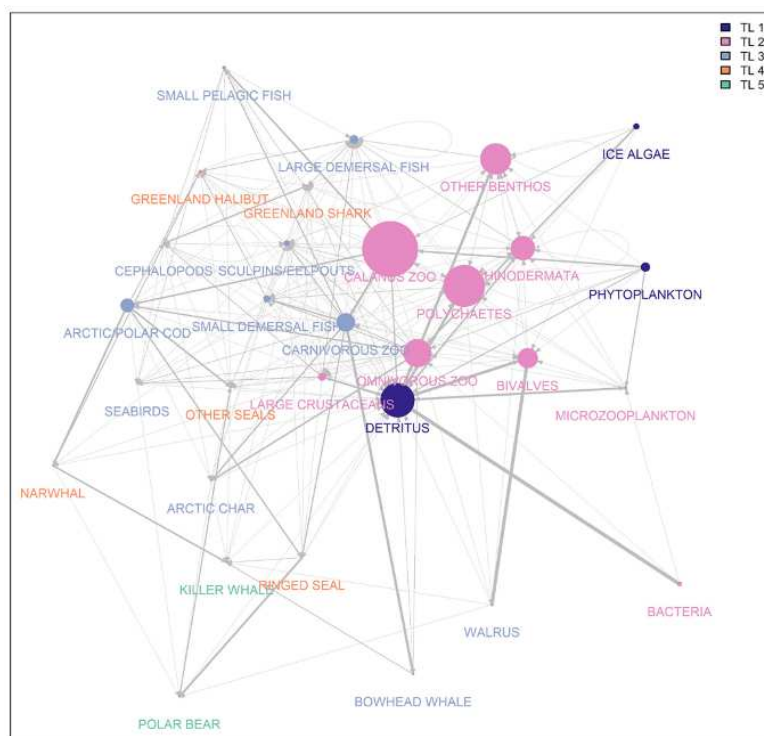 TL 1
TL 2
TL 3
TL 4
TL 5
SMALL PELAGIC FISH
ICE ALGAE
LARGE DEMERSAL FISH
OTHER BENTHOS
GREENLAND HALIBUT
GREENLAND SHARK
CEPHALOPODS SCULPINS/EELPOUTS
CALANUS ZOO
HINODERMATA
PHYTOPLANKTON
POLYCHAETES
ARCTIC/POLAR COD
SMALL DEMERSAL FISH
CARNIVOROUS ZOO
OMNIVOROUS ZOO
BIVALVES
SEABIRDS
OTHER SEALS
LARGE CRUSTACEANS
MICROZOOPLANKTON
DETRITUS
NARWHAL
ARCTIC CHAR
KILLER WHALE
RINGED SEAL
BACTERIA
WALRUS
BOWHEAD WHALE
POLAR BEAR